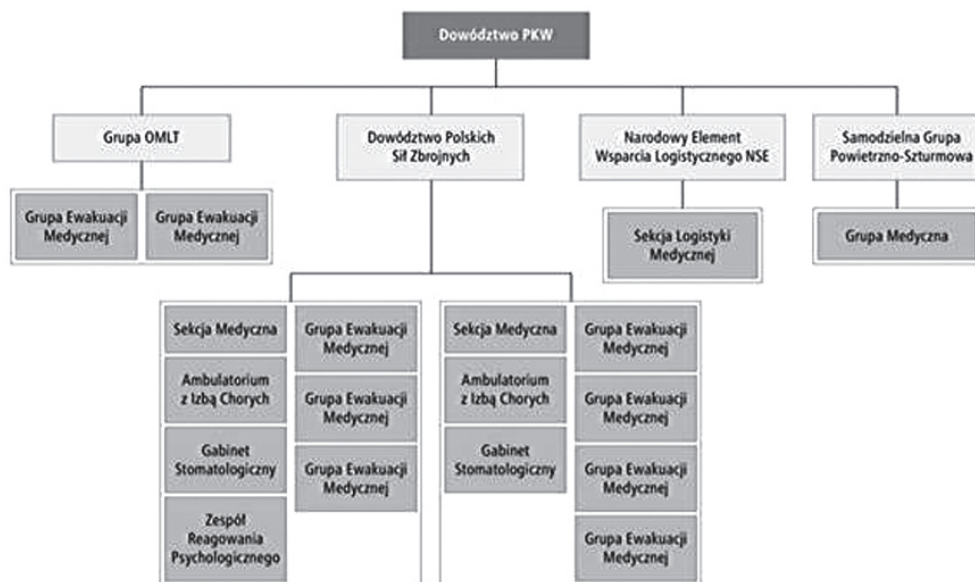 Dowództwo PKW
Grupa OMLT
Dowództwo Polskich
Sił Zbrojnych
Narodowy Element
Wsparcia Logistycznego NSE
Samodzielna Grupa
Powietrzno-Szturmowa
Grupa Ewakuacji
Medycznej
Grupa Ewakuacji
Medycznej
Sekcja Logistyki
Medycznej
Grupa Medyczna
Sekcja Medyczna
Ambulatorium
z Izbą Chorych
Gabinet
Stomatologiczny
Zespół
Reagowania
Psychologicznego
Grupa Ewakuacji
Medycznej
Grupa Ewakuacji
Medycznej
Grupa Ewakuacji
Medycznej
Sekcja Medyczna
Ambulatorium
z Izbą Chorych
Gabinet
Stomatologiczny
Grupa Ewakuacji
Medycznej
Grupa Ewakuacji
Medycznej
Grupa Ewakuacji
Medycznej
Grupa Ewakuacji
Medycznej